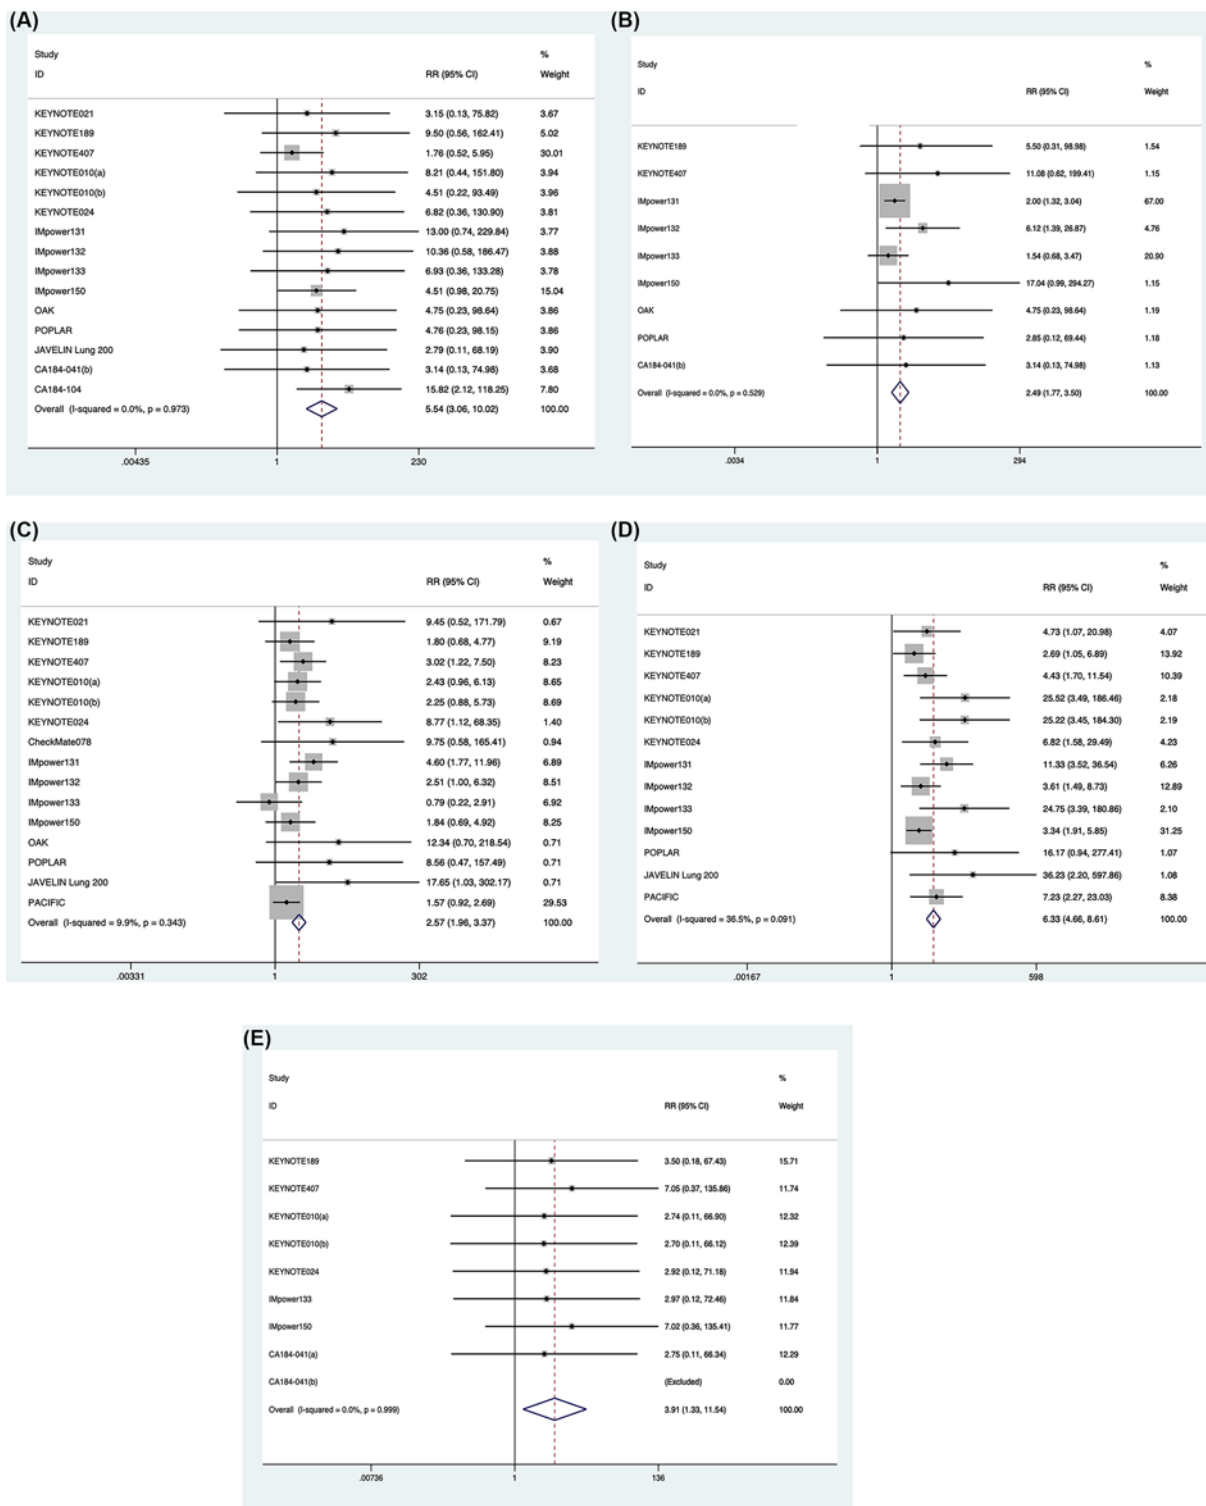 (A)
Study %
ID RR (95% CI) Weight
KEYNOTE021 3.15 (0.13, 75.82) 3.67
KEYNOTE189 9.50 (0.56, 162.41) 5.02
KEYNOTE407 1.76 (0.52, 5.95) 30.01
KEYNOTE010(a) 8.21 (0.44, 151.80) 3.94
KEYNOTE010(b) 4.51 (0.22, 93.49) 3.96
KEYNOTE024 6.82 (0.36, 130.90) 3.81
IMpower131 13.00 (0.74, 229.84) 3.77
IMpower132 10.36 (0.58, 186.47) 3.88
IMpower133 6.93 (0.36, 133.28) 3.78
IMpower150 4.51 (0.98, 20.75) 15.04
OAK 4.75 (0.23, 98.64) 3.86
POPLAR 4.76 (0.23, 98.15) 3.86
JAVELIN Lung 200 2.79 (0.11, 68.19) 3.90
CA184-041(b) 3.14 (0.13, 74.98) 3.68
CA184-104 15.82 (2.12, 118.25) 7.80
Overall (I-squared = 0.0%, p = 0.973) 5.54 (3.06, 10.02) 100.00
.00435 1 230
(B)
Study %
ID RR (95% CI) Weight
KEYNOTE189 5.50 (0.31, 98.98) 1.54
KEYNOTE407 11.08 (0.62, 199.41) 1.15
IMpower131 2.00 (1.32, 3.04) 67.00
IMpower132 6.12 (1.39, 26.87) 4.76
IMpower133 1.54 (0.68, 3.47) 20.90
IMpower150 17.04 (0.99, 294.27) 1.15
OAK 4.75 (0.23, 98.64) 1.19
POPLAR 2.85 (0.12, 69.44) 1.18
CA184-041(b) 3.14 (0.13, 74.98) 1.13
Overall (I-squared = 0.0%, p = 0.529) 2.49 (1.77, 3.50) 100.00
.0034 1 294
(C)
Study %
ID RR (95% CI) Weight
KEYNOTE021 9.45 (0.52, 171.79) 0.67
KEYNOTE189 1.80 (0.68, 4.77) 9.19
KEYNOTE407 3.02 (1.22, 7.50) 8.23
KEYNOTE010(a) 2.43 (0.96, 6.13) 8.65
KEYNOTE010(b) 2.25 (0.88, 5.73) 8.69
KEYNOTE024 8.77 (1.12, 68.35) 1.40
CheckMate078 9.75 (0.58, 165.41) 0.94
IMpower131 4.60 (1.77, 11.96) 6.89
IMpower132 2.51 (1.00, 6.32) 8.51
IMpower133 0.79 (0.22, 2.91) 6.92
IMpower150 1.84 (0.69, 4.92) 8.25
OAK 12.34 (0.70, 218.54) 0.71
POPLAR 8.56 (0.47, 157.49) 0.71
JAVELIN Lung 200 17.65 (1.03, 302.17) 0.71
PACIFIC 1.57 (0.92, 2.69) 29.53
Overall (I-squared = 9.9%, p = 0.343) 2.57 (1.96, 3.37) 100.00
.00331 1 302
(D)
Study %
ID RR (95% CI) Weight
KEYNOTE021 4.73 (1.07, 20.98) 4.07
KEYNOTE189 2.69 (1.05, 6.89) 13.92
KEYNOTE407 4.43 (1.70, 11.54) 10.39
KEYNOTE010(a) 25.52 (3.49, 186.46) 2.18
KEYNOTE010(b) 25.22 (3.45, 184.30) 2.19
KEYNOTE024 6.82 (1.58, 29.49) 4.23
IMpower131 11.33 (3.52, 36.54) 6.26
IMpower132 3.61 (1.49, 8.73) 12.89
IMpower133 24.75 (3.39, 180.86) 2.10
IMpower150 3.34 (1.91, 5.85) 31.25
POPLAR 16.17 (0.94, 277.41) 1.07
JAVELIN Lung 200 36.23 (2.20, 597.86) 1.08
PACIFIC 7.23 (2.27, 23.03) 8.38
Overall (I-squared = 36.5%, p = 0.091) 6.33 (4.66, 8.61) 100.00
.00167 1 598
(E)
Study %
ID RR (95% CI) Weight
KEYNOTE189 3.50 (0.18, 67.43) 15.71
KEYNOTE407 7.05 (0.37, 135.86) 11.74
KEYNOTE010(a) 2.74 (0.11, 66.90) 12.32
KEYNOTE010(b) 2.70 (0.11, 66.12) 12.39
KEYNOTE024 2.92 (0.12, 71.18) 11.94
IMpower133 2.97 (0.12, 72.46) 11.84
IMpower150 7.02 (0.36, 135.41) 11.77
CA184-041(a) 2.75 (0.11, 66.34) 12.29
CA184-041(b) (Excluded) 0.00
Overall (I-squared = 0.0%, p = 0.999) 3.91 (1.33, 11.54) 100.00
.00736 1 136